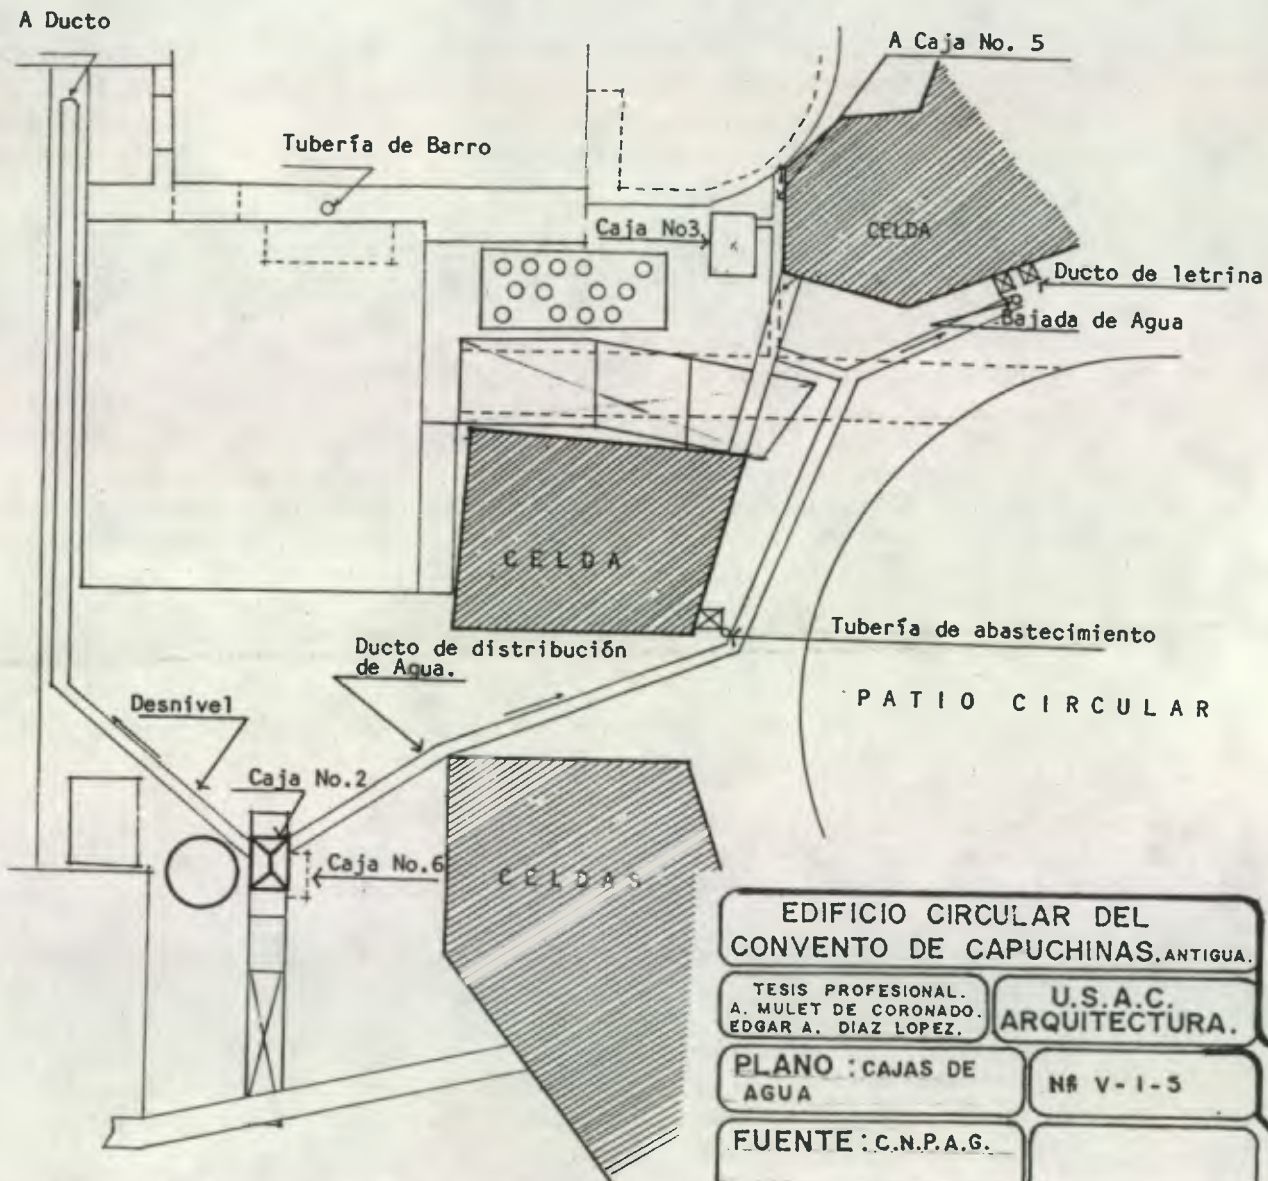 A Ducto
A Caja No. 5
Tubería de Barro
Caja No3
CELDA
Ducto de letrina
Bajada de Agua
CELDA
Tubería de abastecimiento
Ducto de distribución
de Agua.
PATIO CIRCULAR
Desnivel
Caja No.2
Caja No.6
CELDAS
EDIFICIO CIRCULAR DEL
CONVENTO DE CAPUCHINAS. ANTIGUA.
TESIS PROFESIONAL.
A. MULET DE CORONADO.
EDGAR A. DIAZ LOPEZ.
U.S.A.C.
ARQUITECTURA.
PLANO : CAJAS DE
AGUA
Nº V-1-5
FUENTE : C.N.P.A.G.